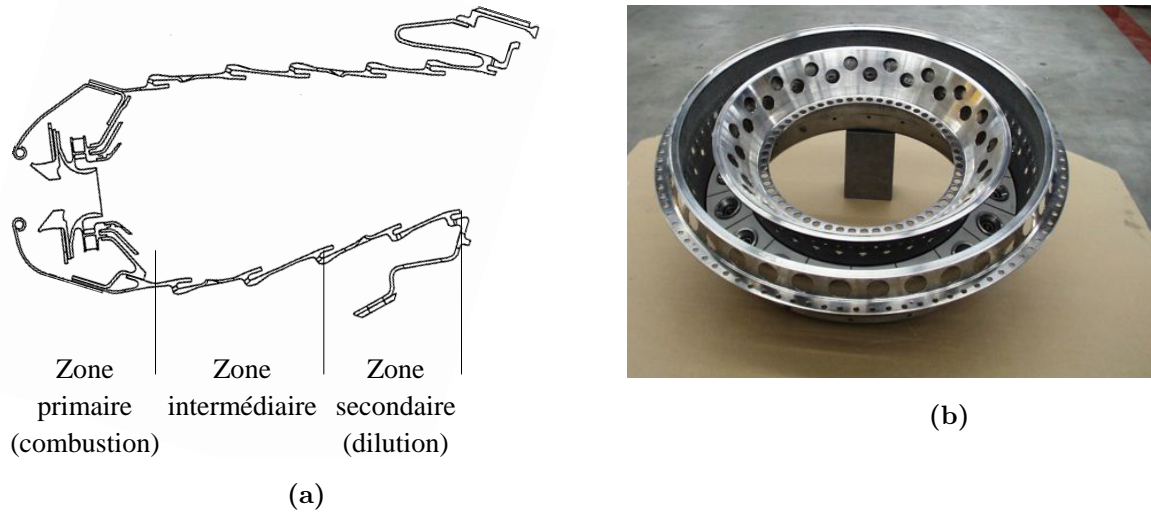 Zone
primaire
(combustion)
Zone
intermédiaire
Zone
secondaire
(dilution)
(a)
(b)